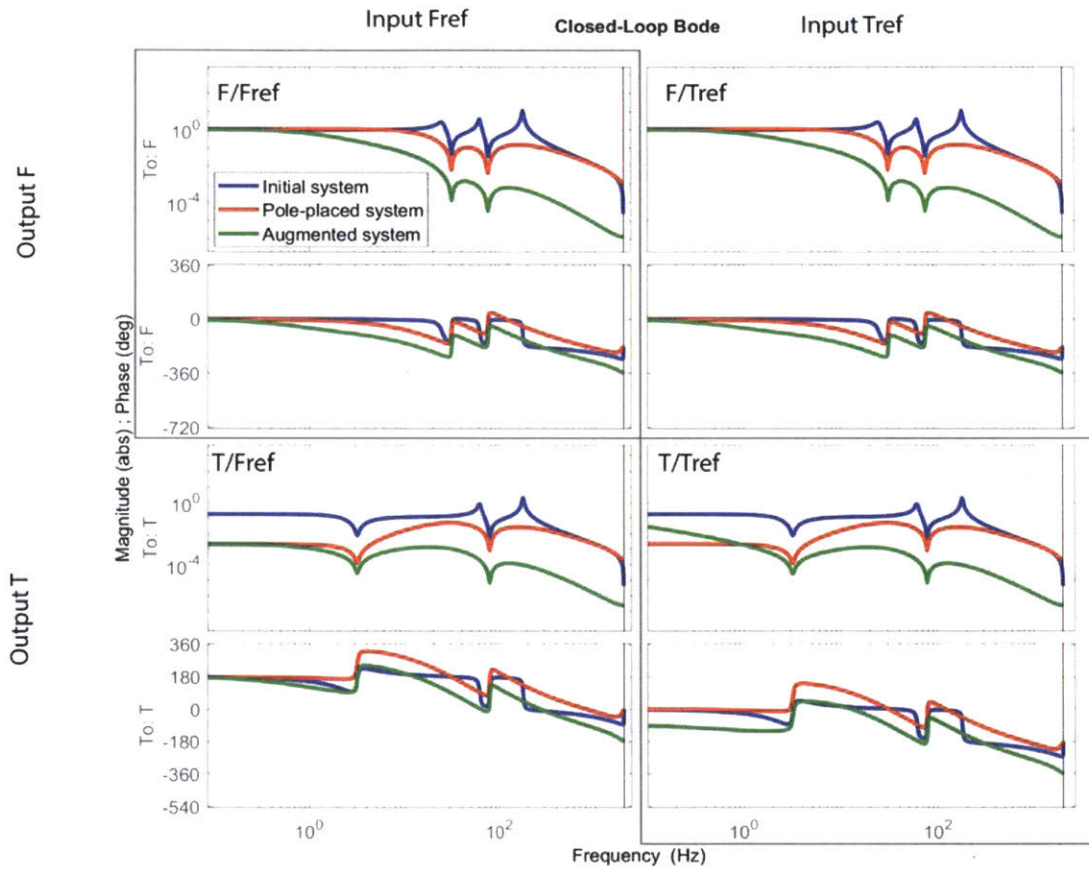 Input Fref
Closed-Loop Bode
Input Tref
Output F
Output T
Magnitude (abs) ; Phase (deg)
F/Fref
F/Tref
To: F
10^0
10^-4
Initial system
Pole-placed system
Augmented system
To: F
360
0
-360
-720
T/Fref
T/Tref
To: T
10^0
10^-4
To: T
360
180
0
-180
-360
-540
10^0
10^2
10^0
10^2
Frequency (Hz)